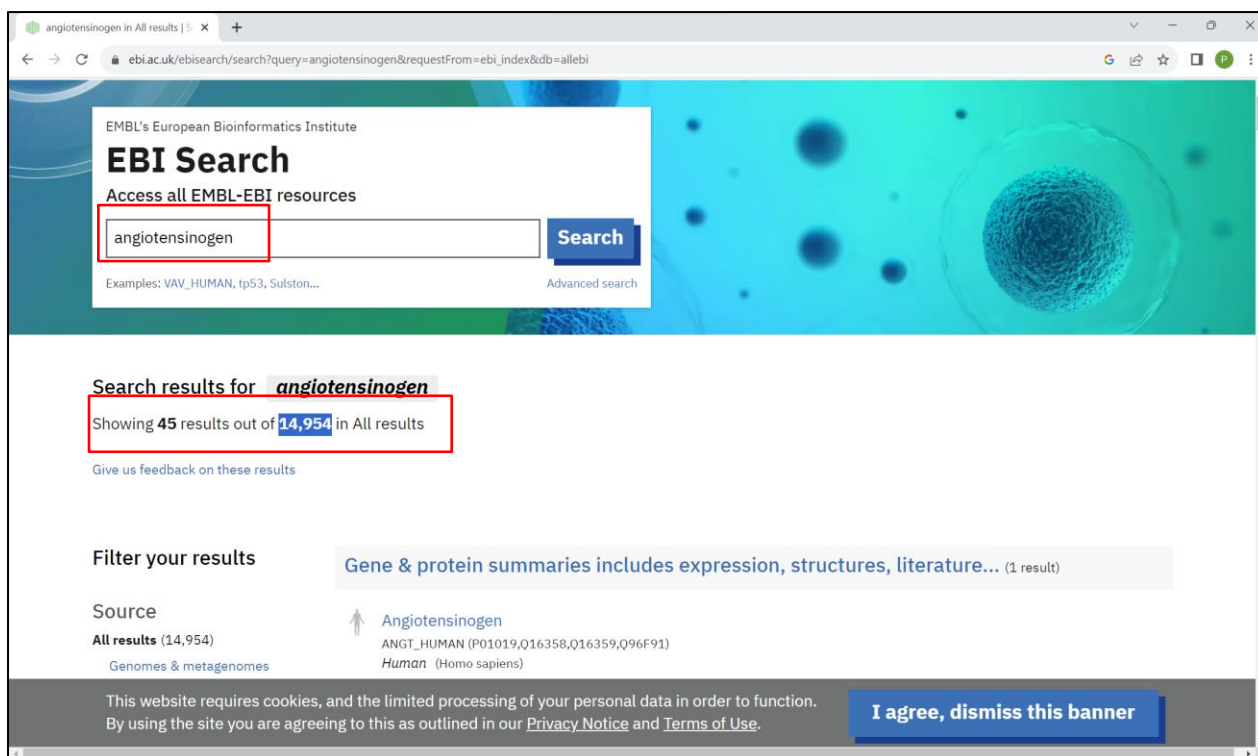 angiotensinogen in All results | S
ebi.ac.uk/ebisearch/search?query=angiotensinogen&requestFrom=ebi_index&db=allebi
P
EMBL's European Bioinformatics Institute
EBI Search
Access all EMBL-EBI resources
angiotensinogen
Search
Examples: VAV_HUMAN, tp53, Sulston...
Advanced search
Search results for angiotensinogen
Showing 45 results out of 14,954 in All results
Give us feedback on these results
Filter your results
Gene & protein summaries includes expression, structures, literature... (1 result)
Source
All results (14,954)
Genomes & metagenomes
Angiotensinogen
ANGT_HUMAN (P01019,Q16358,Q16359,Q96F91)
Human (Homo sapiens)
This website requires cookies, and the limited processing of your personal data in order to function.
By using the site you are agreeing to this as outlined in our Privacy Notice and Terms of Use.
I agree, dismiss this banner